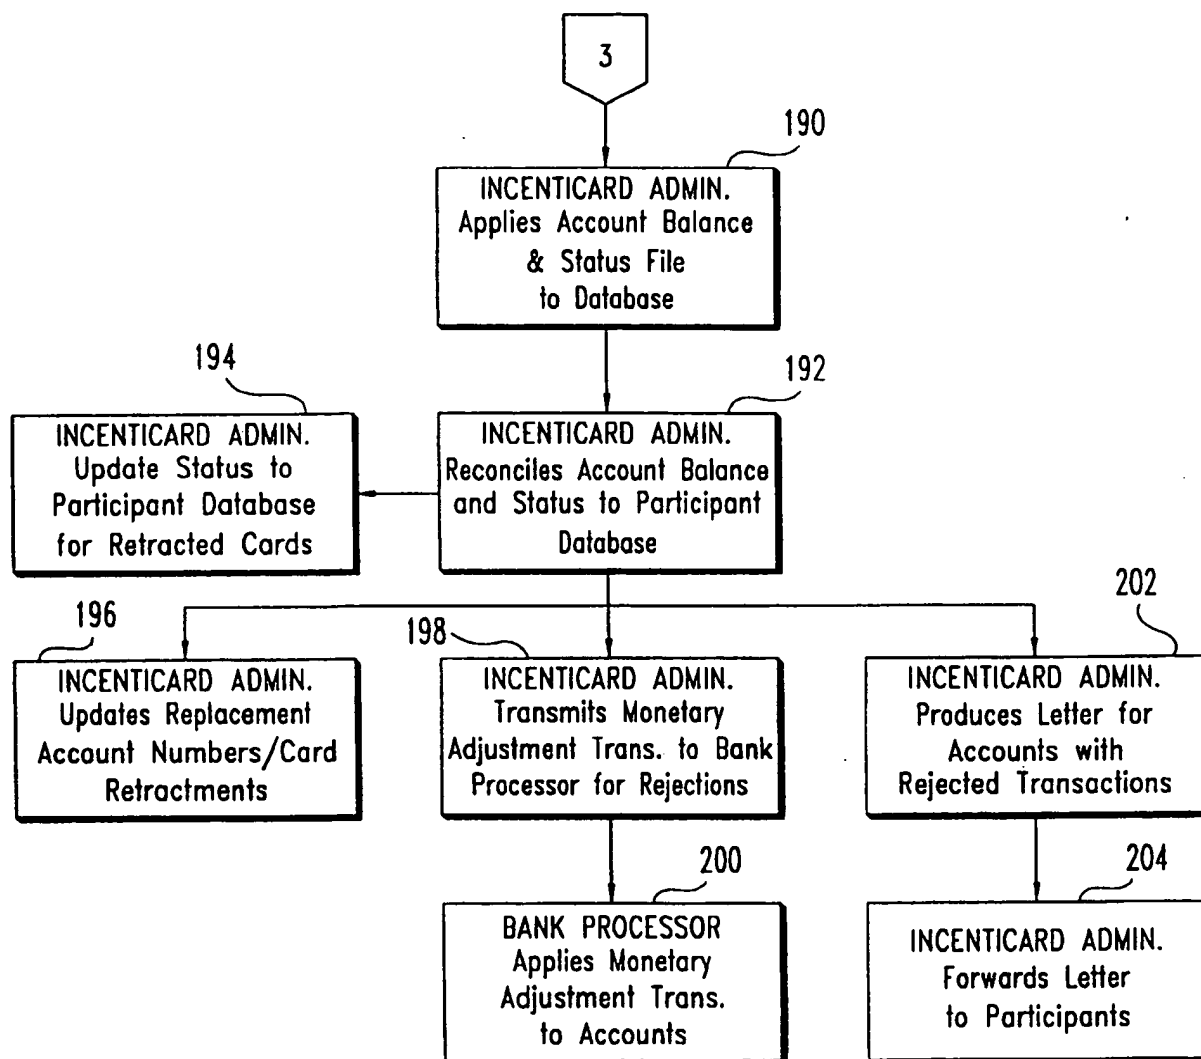 3
190
INCENTICARD ADMIN.
Applies Account Balance
& Status File
to Database
194
INCENTICARD ADMIN.
Update Status to
Participant Database
for Retracted Cards
192
INCENTICARD ADMIN.
Reconciles Account Balance
and Status to Participant
Database
196
INCENTICARD ADMIN.
Updates Replacement
Account Numbers/Card
Retractments
198
INCENTICARD ADMIN.
Transmits Monetary
Adjustment Trans. to Bank
Processor for Rejections
202
INCENTICARD ADMIN.
Produces Letter for
Accounts with
Rejected Transactions
200
BANK PROCESSOR
Applies Monetary
Adjustment Trans.
to Accounts
204
INCENTICARD ADMIN.
Forwards Letter
to Participants